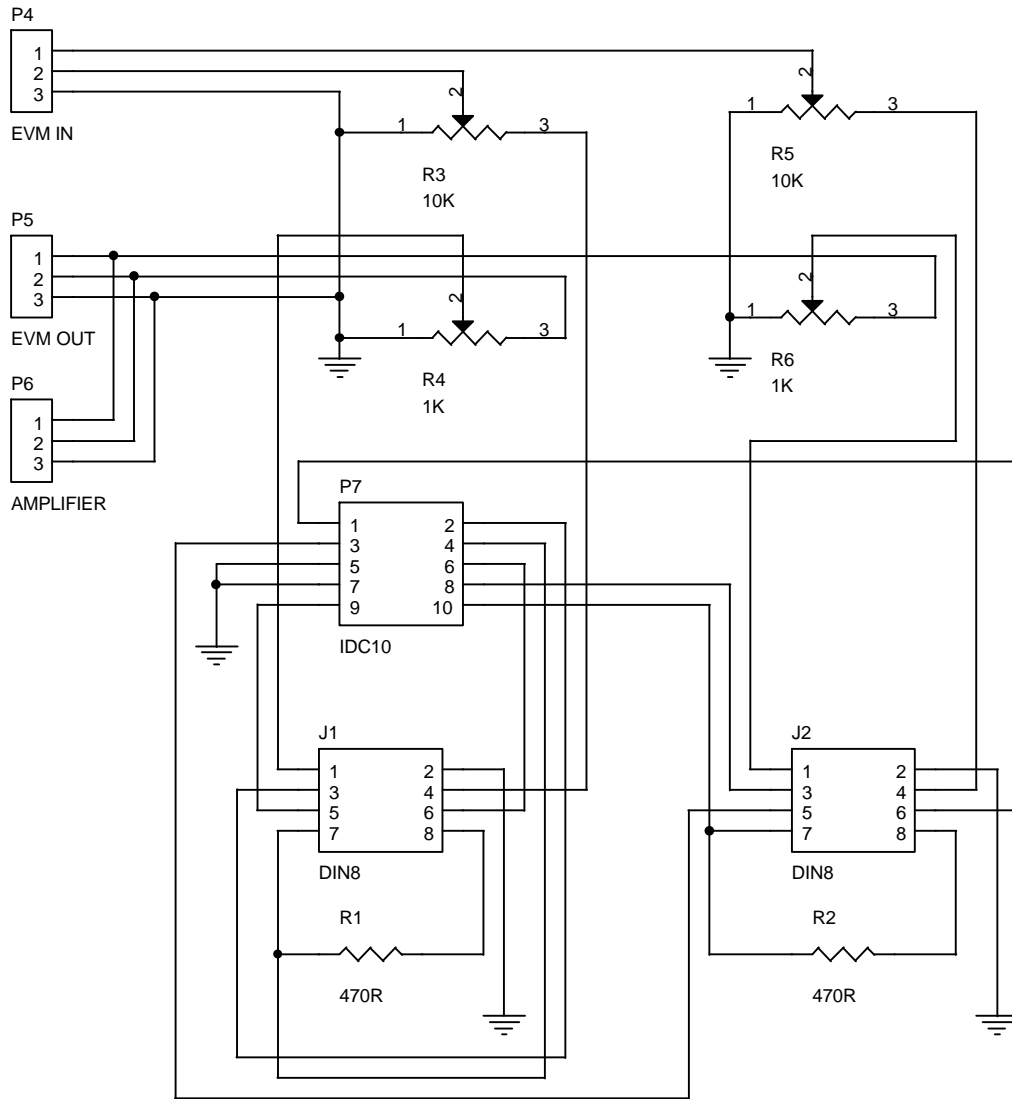 P4
1
2
3
EVM IN
2
1
3
R3
10K
2
1
3
R5
10K
P5
1
2
3
EVM OUT
2
1
3
R4
1K
2
1
3
R6
1K
P6
1
2
3
AMPLIFIER
P7
1 2
3 4
5 6
7 8
9 10
IDC10
J1
1 2
3 4
5 6
7 8
DIN8
J2
1 2
3 4
5 6
7 8
DIN8
R1
470R
R2
470R